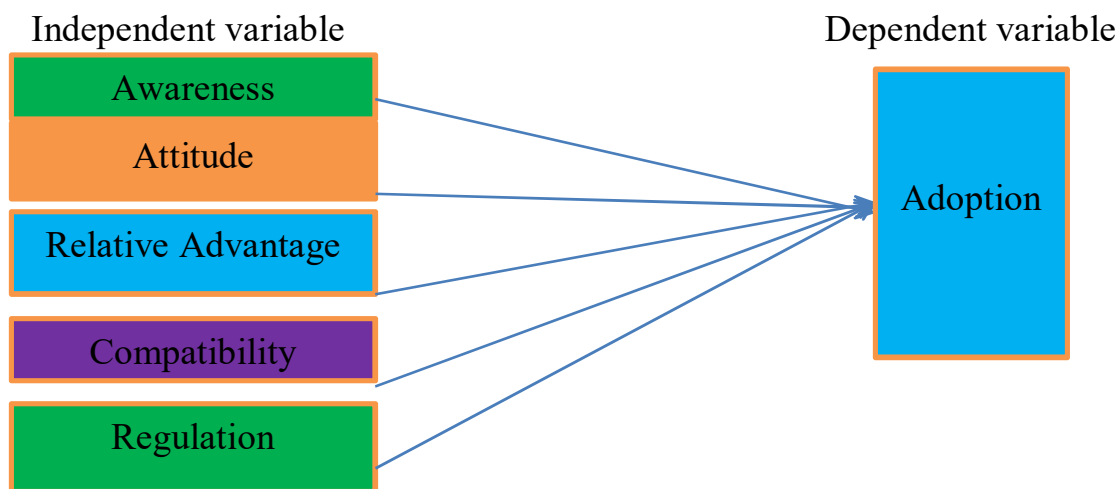 Independent variable
Dependent variable
Awareness
Attitude
Relative Advantage
Compatibility
Regulation
Adoption